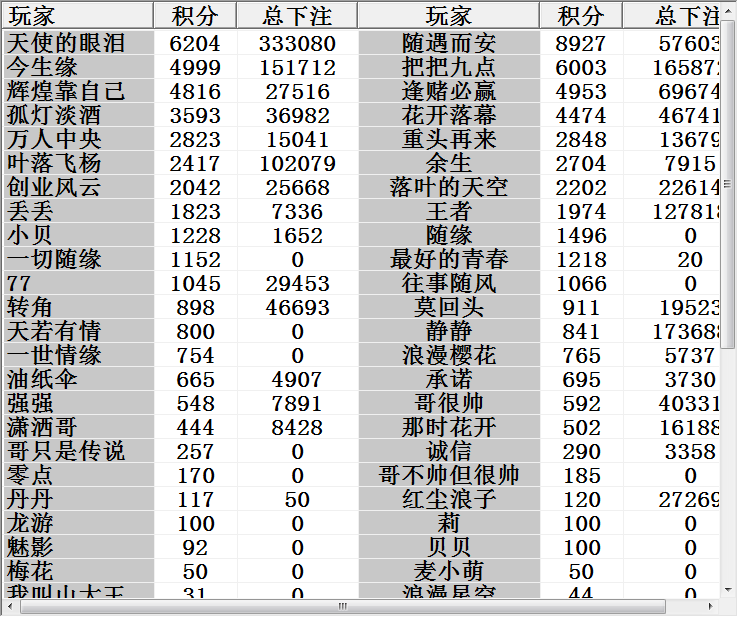 玩家 积分 总下注 玩家 积分 总下注
天使的眼泪 6204 333080 随遇而安 8927 57603
今生缘 4999 151712 把把九点 6003 16587
辉煌靠自己 4816 27516 逢赌必赢 4953 69674
孤灯淡酒 3593 36982 花开落幕 4474 46741
万人中央 2823 15041 重头再来 2848 13679
叶落飞杨 2417 102079 余生 2704 7915
创业风云 2042 25668 落叶的天空 2202 22614
丢丢 1823 7336 王者 1974 12781
小贝 1228 1652 随缘 1496 0
一切随缘 1152 0 最好的青春 1218 20
77 1045 29453 往事随风 1066 0
转角 898 46693 莫回头 911 19523
天若有情 800 0 静静 841 17368
一世情缘 754 0 浪漫樱花 765 5737
油纸伞 665 4907 承诺 695 3730
强强 548 7891 哥很帅 592 40331
潇洒哥 444 8428 那时花开 502 16188
哥只是传说 257 0 诚信 290 3358
零点 170 0 哥不帅但很帅 185 0
丹丹 117 50 红尘浪子 120 27269
龙游 100 0 莉 100 0
魅影 92 0 贝贝 100 0
梅花 50 0 麦小萌 50 0
我叫山大王 31 0 浪漫星空 44 0